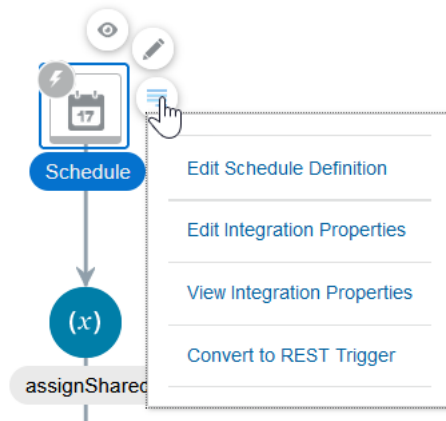 17
Schedule
Edit Schedule Definition
Edit Integration Properties
View Integration Properties
Convert to REST Trigger
(x)
assignShared